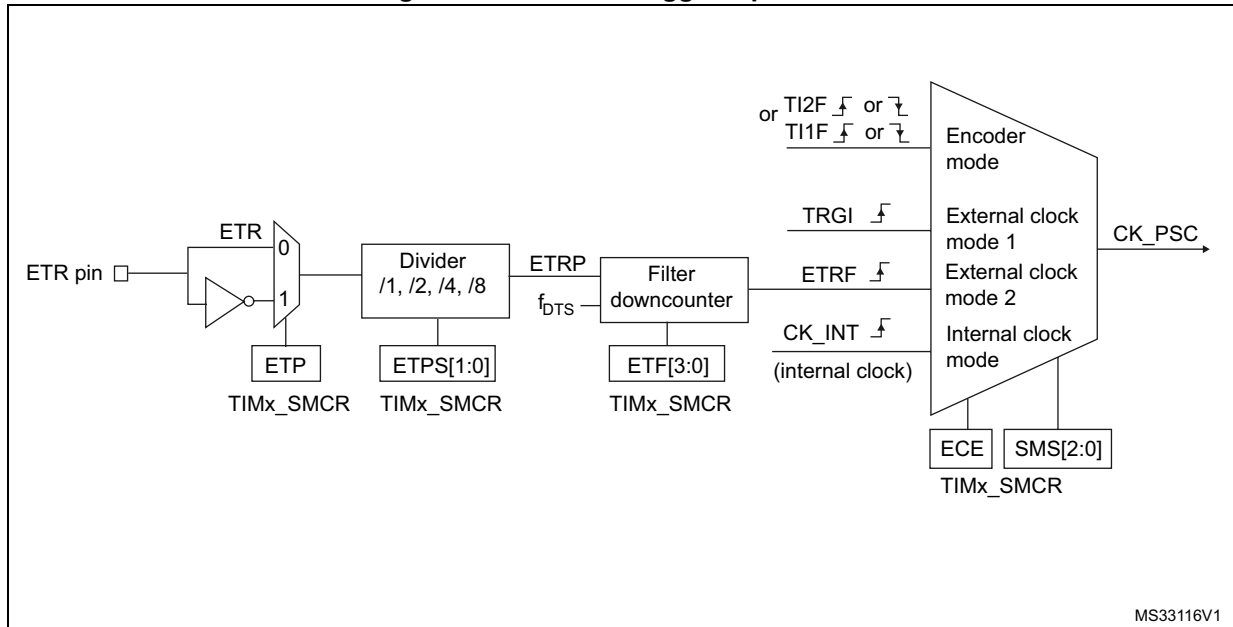 gg
or TI2F or
TI1F or
Encoder
mode
TRGI
External clock
mode 1
CK_PSC
ETR
0
ETR pin
1
Divider
/1, /2, /4, /8
ETRP
fDTS
Filter
downcounter
ETRF
External clock
mode 2
CK_INT
(internal clock)
Internal clock
mode
ETP
TIMx_SMCR
ETPS[1:0]
TIMx_SMCR
ETF[3:0]
TIMx_SMCR
ECE
SMS[2:0]
TIMx_SMCR
MS33116V1